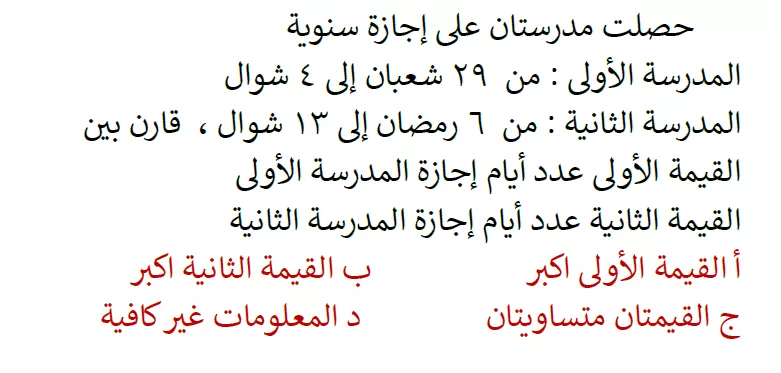 حصلت مدرستان على إجازة سنوية
المدرسة الأولى : من ٢٩ شعبان إلى ٤ شوال
المدرسة الثانية : من ٦ رمضان إلى ١٣ شوال ، قارن بين
القيمة الأولى عدد أيام إجازة المدرسة الأولى
القيمة الثانية عدد أيام إجازة المدرسة الثانية
أ القيمة الأولى اكبر ب القيمة الثانية اكبر
ج القيمتان متساويتان د المعلومات غير كافية